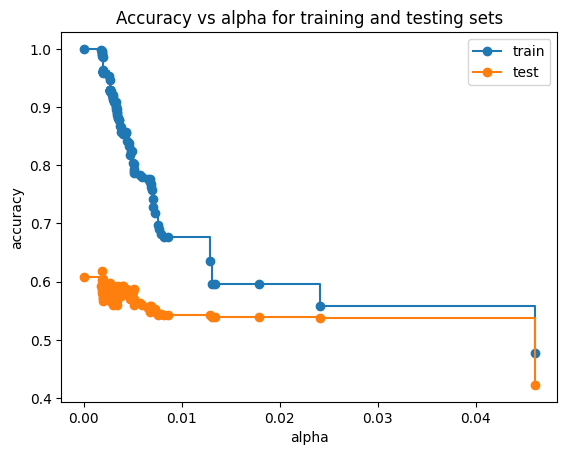 Accuracy vs alpha for training and testing sets
train
test
accuracy
1.0
0.9
0.8
0.7
0.6
0.5
0.4
0.00
0.01
0.02
0.03
0.04
alpha